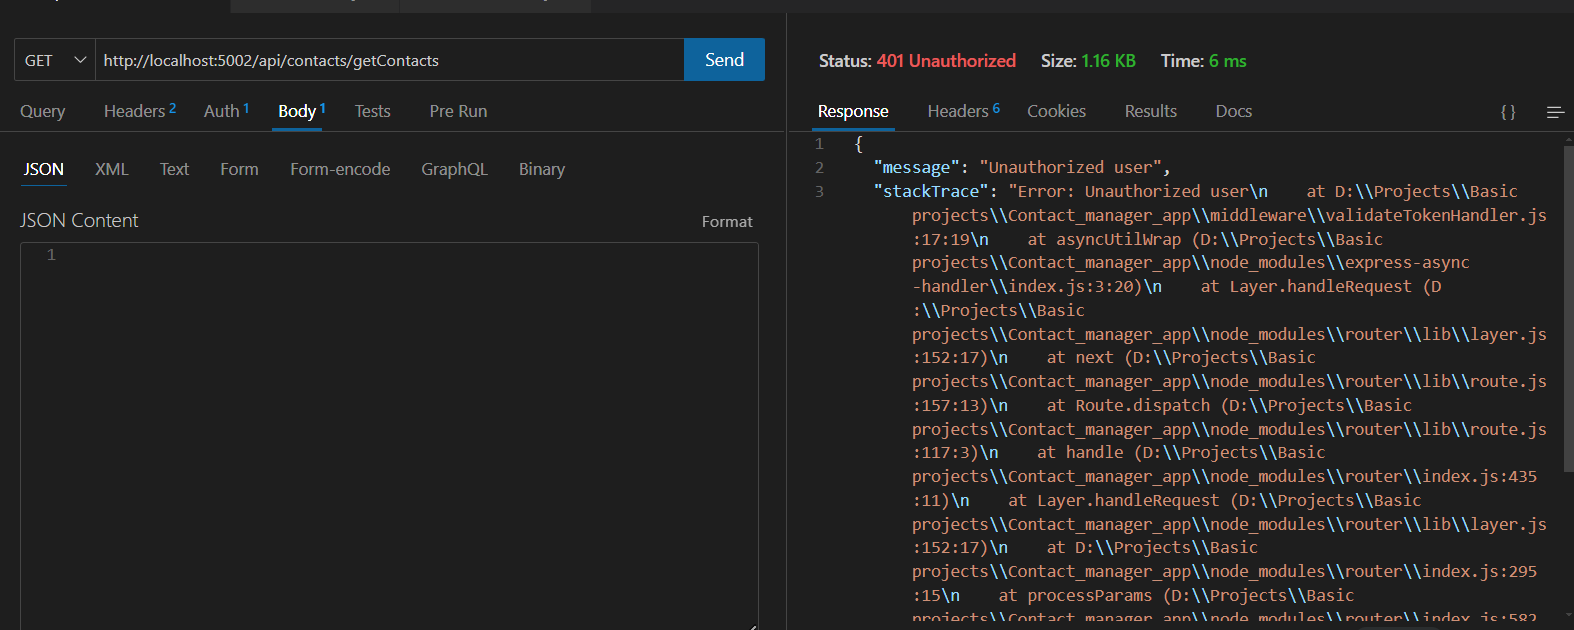 GET
http://localhost:5002/api/contacts/getContacts
Send
Query
Headers 2
Auth 1
Body 1
Tests
Pre Run
JSON
XML
Text
Form
Form-encode
GraphQL
Binary
JSON Content
Format
1
Status: 401 Unauthorized Size: 1.16 KB Time: 6 ms
Response
Headers 6
Cookies
Results
Docs
{}
1 {
2 "message": "Unauthorized user",
3 "stackTrace": "Error: Unauthorized user\n    at D:\\Projects\\Basic
projects\\Contact_manager_app\\middleware\\validateTokenHandler.js
:17:19\n    at asyncUtilWrap (D:\\Projects\\Basic
projects\\Contact_manager_app\\node_modules\\express-async
-handler\\index.js:3:20)\n    at Layer.handleRequest (D
:\\Projects\\Basic
projects\\Contact_manager_app\\node_modules\\router\\lib\\layer.js
:152:17)\n    at next (D:\\Projects\\Basic
projects\\Contact_manager_app\\node_modules\\router\\lib\\route.js
:157:13)\n    at Route.dispatch (D:\\Projects\\Basic
projects\\Contact_manager_app\\node_modules\\router\\lib\\route.js
:117:3)\n    at handle (D:\\Projects\\Basic
projects\\Contact_manager_app\\node_modules\\router\\index.js:435
:11)\n    at Layer.handleRequest (D:\\Projects\\Basic
projects\\Contact_manager_app\\node_modules\\router\\lib\\layer.js
:152:17)\n    at D:\\Projects\\Basic
projects\\Contact_manager_app\\node_modules\\router\\index.js:295
:15\n    at processParams (D:\\Projects\\Basic
projects\\Contact_manager_app\\node_modules\\router\\index.js:582